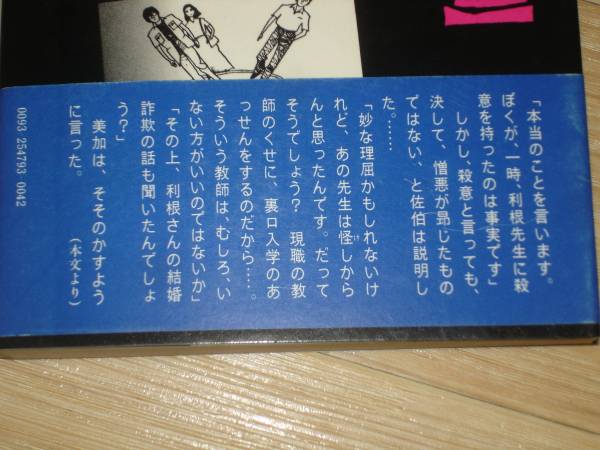 「本当のことを言います。
ぼくが、一時、利根先生に殺
意を持ったのは事実です」
しかし、殺意と言っても、
決して、憎悪が昂じたもの
ではない、と佐伯は説明し
た。……
「妙な理屈かもしれないけ
れど、あの先生は怪しから
け
んと思ったんです。だって
そうでしょう? 現職の教
師のくせに、裏口入学のあ
っせんをするのだから……。
そういう教師は、むしろ、い
ない方がいいのではないか」
「その上、利根さんの結婚
詐欺の話も聞いたんでしょ
う?」
美加は、そそのかすよう
に言った。
(本文より)
0093 254793 0042